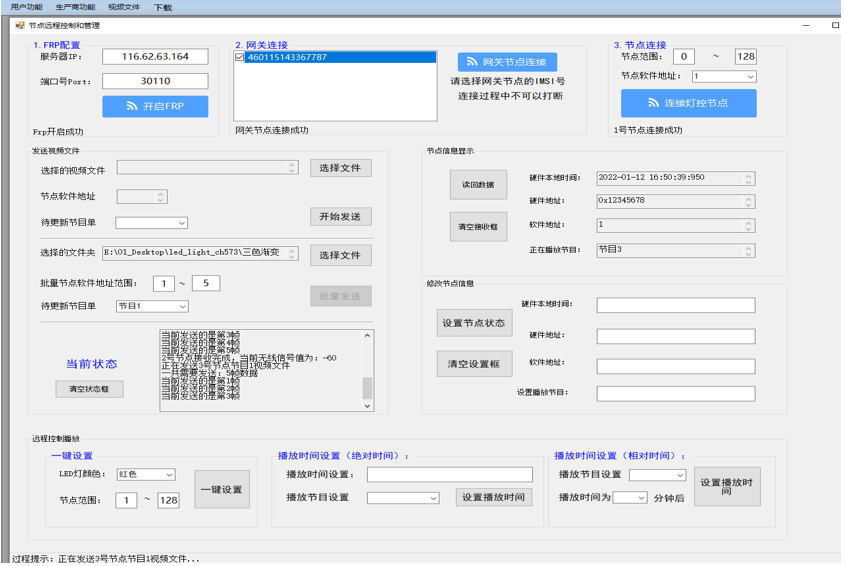 用户功能 生产商功能 视频文件 下载
节点远程控制和管理
1. FRP配置
服务器IP: 116.62.63.164
端口号Port: 30110
开启FRP
Frp开启成功
2. 网关连接
460115143367787
网关节点连接
请选择网关节点的IMSI号
连接过程中不可以打断
网关节点连接成功
3. 节点连接
节点范围: 0 ~ 128
节点软件地址: 1
连接灯控节点
1号节点连接成功
发送视频文件
选择的视频文件 选择文件
节点软件地址
待更新节目单 开始发送
选择的文件夹 E:\01_Desktop\led_light_ch573\三色渐变 选择文件
批量节点软件地址范围: 1 ~ 5
待更新节目单 节目1 批量发送
当前状态
清空状态框
当前发送的是第3帧
当前发送的是第4帧
当前发送的是第5帧
2号节点接收完成, 当前无线信号值为: -60
正在发送3号节点节目1视频文件
一共需要发送: 5帧数据
当前发送的是第1帧
当前发送的是第2帧
当前发送的是第3帧
节点信息显示
读回数据
清空接收框
硬件本地时间: 2022-01-12 16:50:39:950
硬件地址: 0x12345678
软件地址: 1
正在播放节目: 节目3
修改节点信息
设置节点状态
清空设置框
硬件本地时间:
硬件地址:
软件地址:
设置播放节目:
远程控制播放
一键设置
LED灯颜色: 红色
节点范围: 1 ~ 128
一键设置
播放时间设置 (绝对时间) :
播放时间设置:
播放节目设置 设置播放时间
播放时间设置 (相对时间) :
播放节目设置
播放时间为 分钟后
设置播放时
间
过程提示: 正在发送3号节点节目1视频文件...